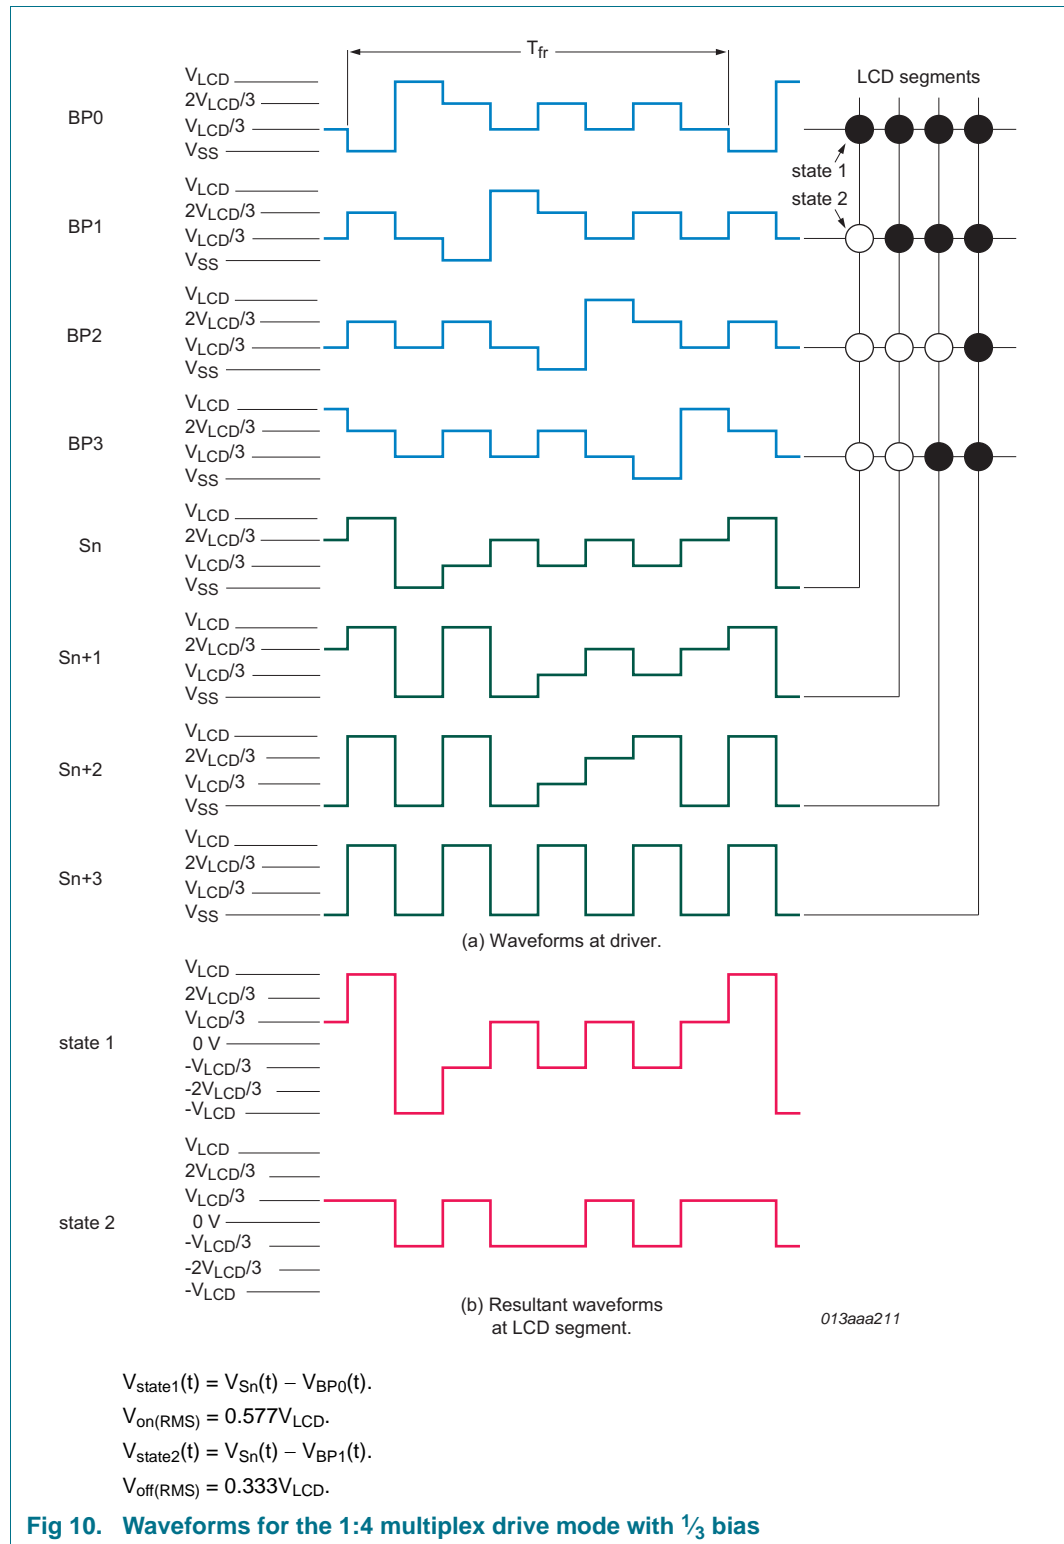 Tfr
LCD segments
BP0
VLCD
2VLCD/3
VLCD/3
VSS
state 1
state 2
BP1
VLCD
2VLCD/3
VLCD/3
VSS
BP2
VLCD
2VLCD/3
VLCD/3
VSS
BP3
VLCD
2VLCD/3
VLCD/3
VSS
Sn
VLCD
2VLCD/3
VLCD/3
VSS
Sn+1
VLCD
2VLCD/3
VLCD/3
VSS
Sn+2
VLCD
2VLCD/3
VLCD/3
VSS
Sn+3
VLCD
2VLCD/3
VLCD/3
VSS
(a) Waveforms at driver.
state 1
VLCD
2VLCD/3
VLCD/3
0 V
-VLCD/3
-2VLCD/3
-VLCD
state 2
VLCD
2VLCD/3
VLCD/3
0 V
-VLCD/3
-2VLCD/3
-VLCD
(b) Resultant waveforms
at LCD segment.
013aaa211
Vstate1(t) = VSn(t) − VBP0(t).
Von(RMS) = 0.577VLCD.
Vstate2(t) = VSn(t) − VBP1(t).
Voff(RMS) = 0.333VLCD.
Fig 10. Waveforms for the 1:4 multiplex drive mode with 1⁄3 bias